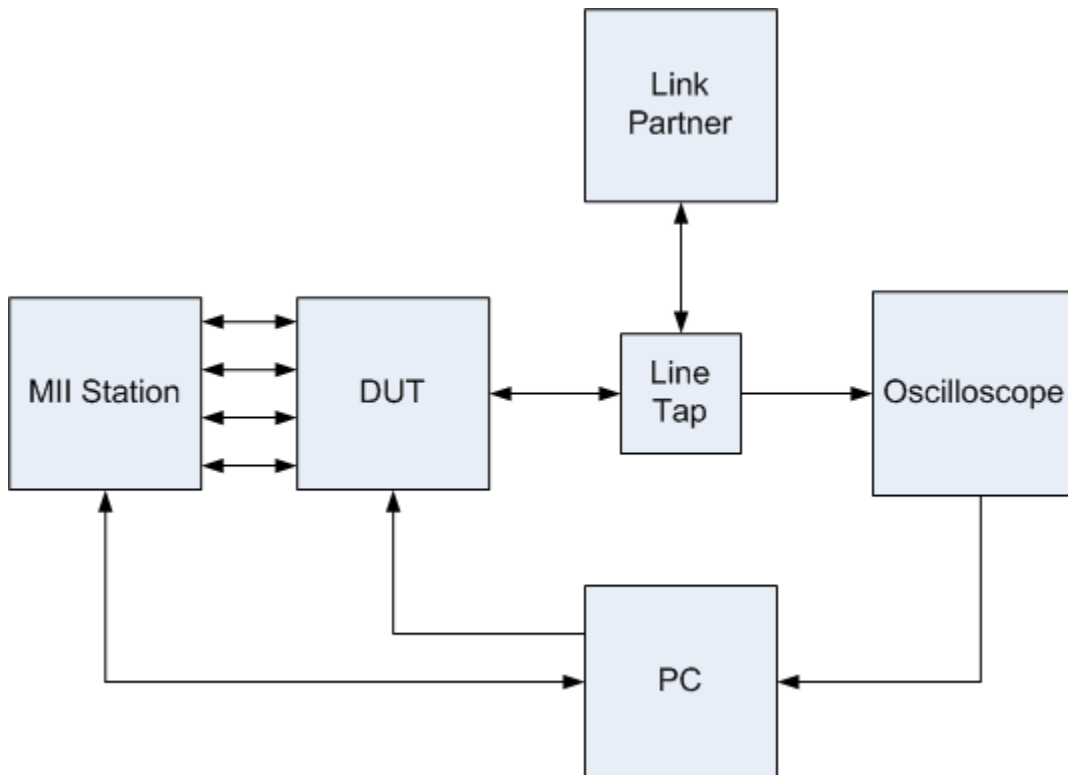 Link
Partner
MII Station
DUT
Line
Tap
Oscilloscope
PC